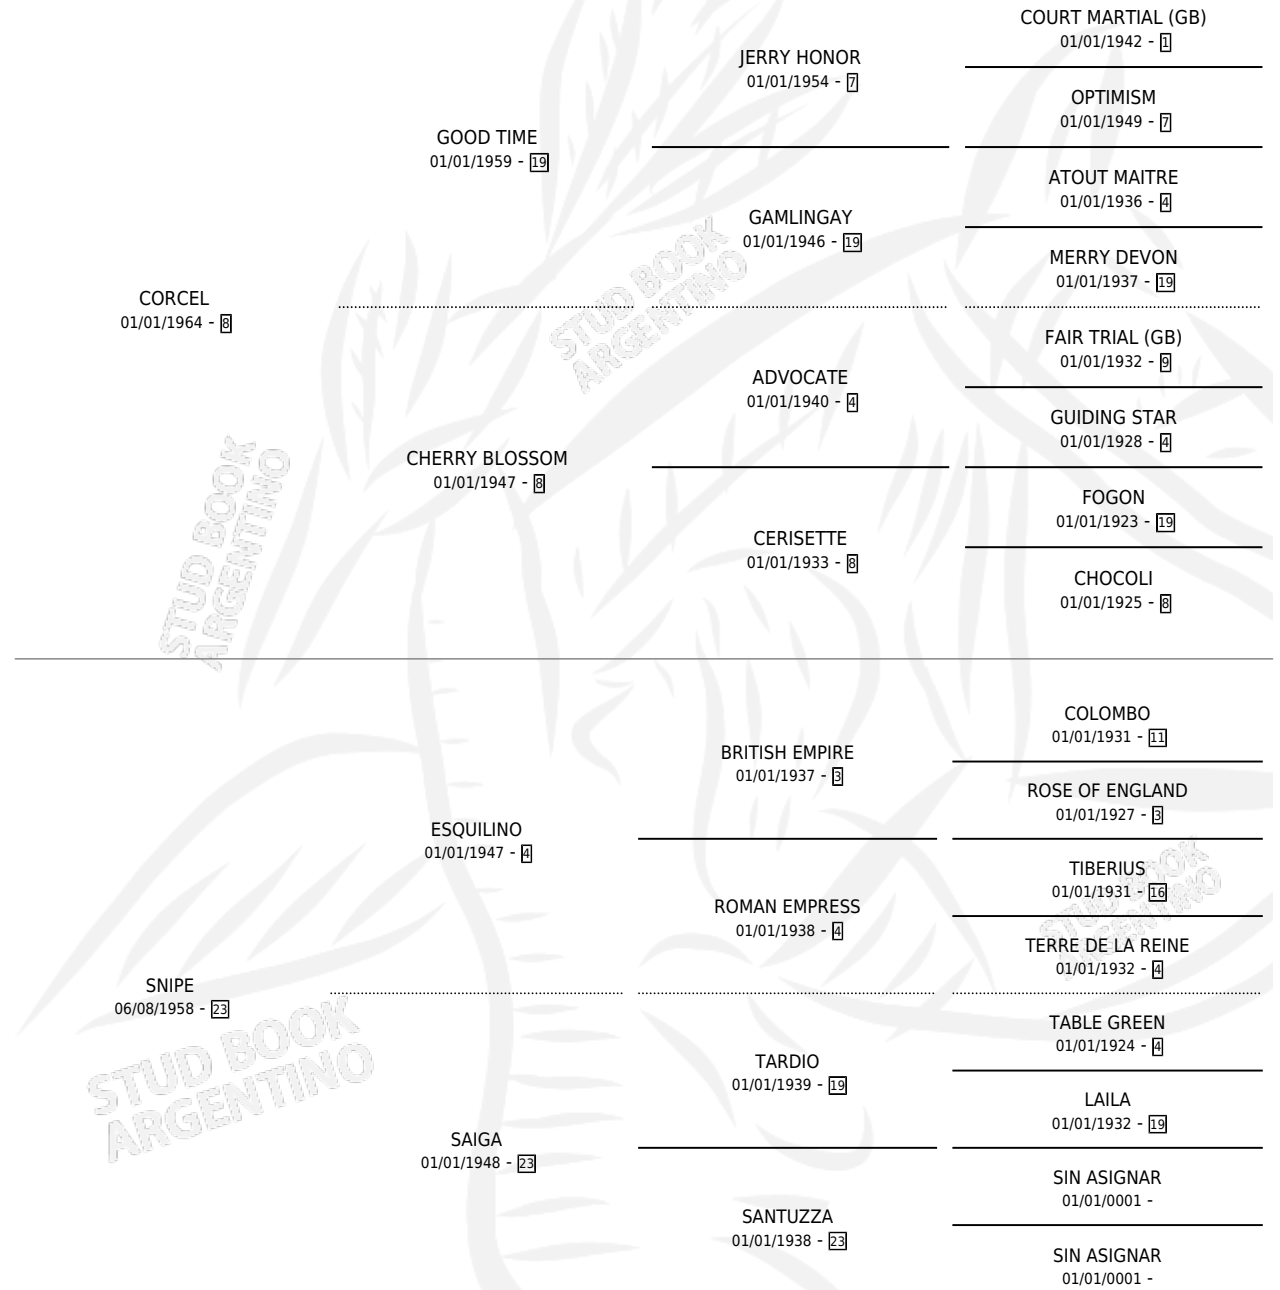 COURT MARTIAL (GB)
01/01/1942 - 1
JERRY HONOR
01/01/1954 - 7
OPTIMISM
01/01/1949 - 7
GOOD TIME
01/01/1959 - 19
ATOUT MAITRE
01/01/1936 - 4
GAMLINGAY
01/01/1946 - 19
MERRY DEVON
01/01/1937 - 19
CORCEL
01/01/1964 - 8
FAIR TRIAL (GB)
01/01/1932 - 9
ADVOCATE
01/01/1940 - 4
GUIDING STAR
01/01/1928 - 4
CHERRY BLOSSOM
01/01/1947 - 8
FOGON
01/01/1923 - 19
CERISETTE
01/01/1933 - 8
CHOCOLI
01/01/1925 - 8
COLOMBO
01/01/1931 - 11
BRITISH EMPIRE
01/01/1937 - 3
ROSE OF ENGLAND
01/01/1927 - 3
ESQUILINO
01/01/1947 - 4
TIBERIUS
01/01/1931 - 16
ROMAN EMPRESS
01/01/1938 - 4
TERRE DE LA REINE
01/01/1932 - 4
SNIPE
06/08/1958 - 23
TABLE GREEN
01/01/1924 - 4
TARDIO
01/01/1939 - 19
LAILA
01/01/1932 - 19
SAIGA
01/01/1948 - 23
SIN ASIGNAR
01/01/0001 -
SANTUZZA
01/01/1938 - 23
SIN ASIGNAR
01/01/0001 -
STUD BOOK
ARGENTINO
STUD BOOK
ARGENTINO
STUD BOOK
ARGENTINO
STUD BOOK
ARGENTINO